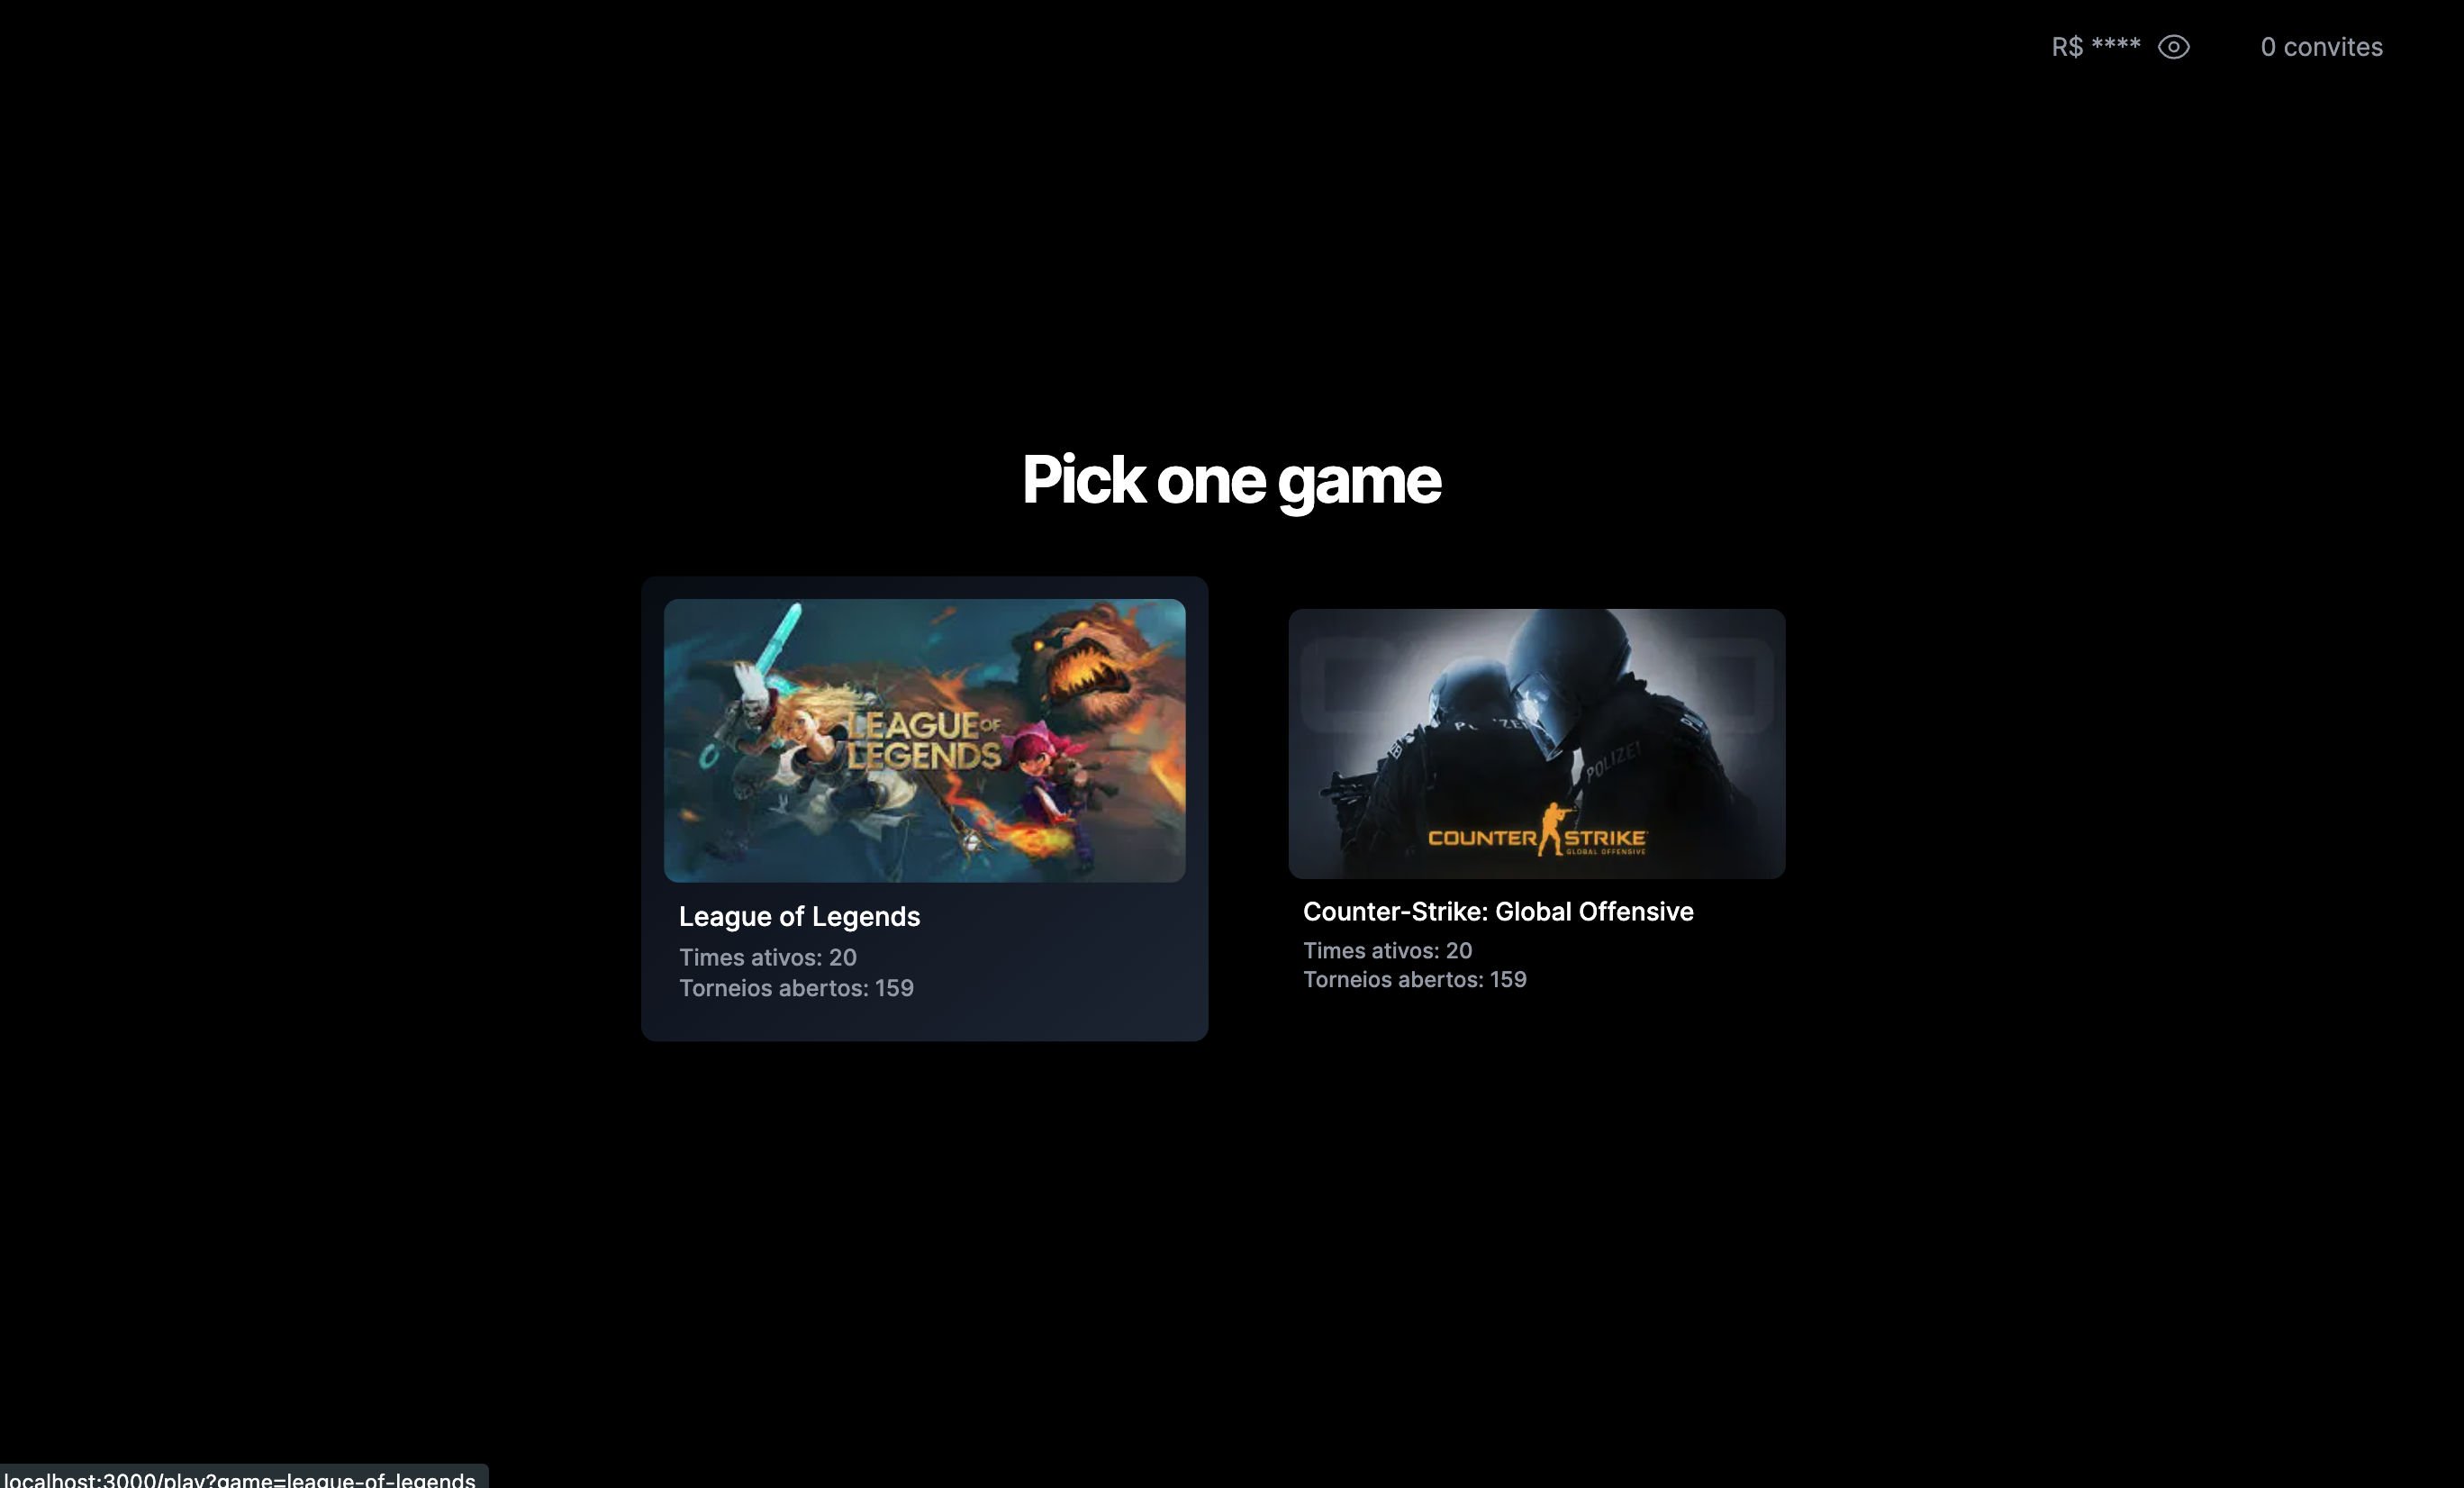 R$ ****
0 convites
Pick one game
LEAGUE OF
LEGENDS
POLIZEI
COUNTER STRIKE
GLOBAL OFFENSIVE
League of Legends
Times ativos: 20
Torneios abertos: 159
Counter-Strike: Global Offensive
Times ativos: 20
Torneios abertos: 159
localhost:3000/play?game=league-of-legends